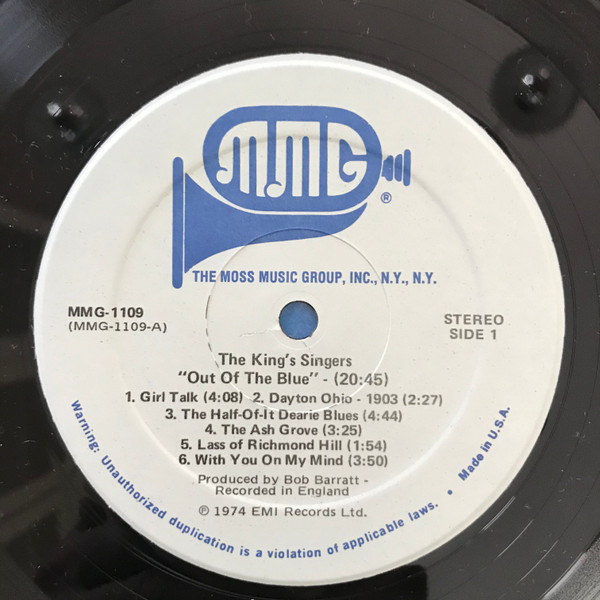 MMG®
THE MOSS MUSIC GROUP, INC., N.Y., N.Y.
MMG-1109
(MMG-1109-A)
STEREO
SIDE 1
The King's Singers
"Out Of The Blue" - (20:45)
1. Girl Talk (4:08) 2. Dayton Ohio - 1903 (2:27)
3. The Half-Of-It Dearie Blues (4:44)
4. The Ash Grove (3:25)
5. Lass of Richmond Hill (1:54)
6. With You On My Mind (3:50)
Produced by Bob Barratt -
Recorded in England
℗ 1974 EMI Records Ltd.
Warning: Unauthorized duplication is a violation of applicable laws. • Made in U.S.A.